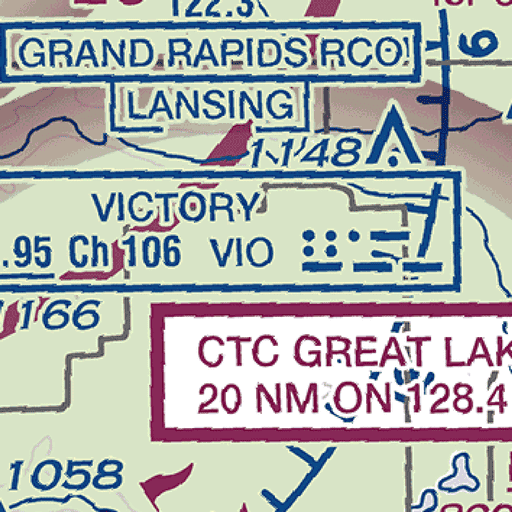 122.3
GRAND RAPIDS RCO
LANSING
1148
VICTORY
.95 Ch 106 VIO
166
CTC GREAT LAK
20 NM ON 128.4
1058